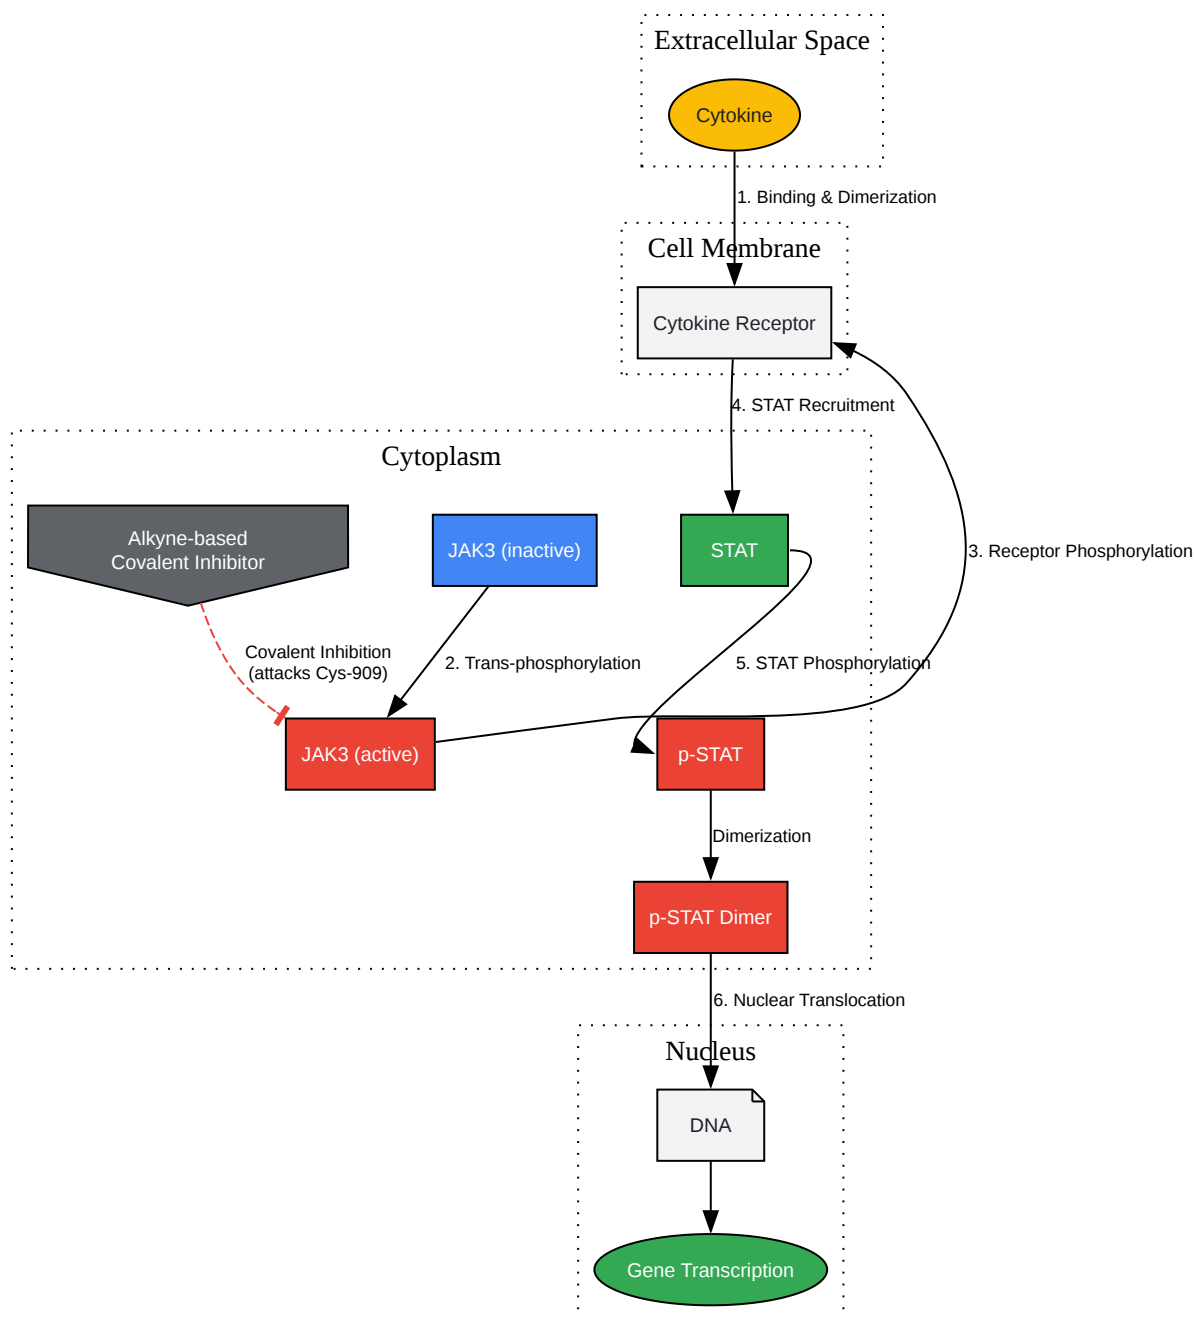 Extracellular Space
Cytokine
1. Binding & Dimerization
Cell Membrane
Cytokine Receptor
4. STAT Recruitment
Cytoplasm
Alkyne-based
Covalent Inhibitor
JAK3 (inactive)
STAT
3. Receptor Phosphorylation
Covalent Inhibition
(attacks Cys-909)
2. Trans-phosphorylation
5. STAT Phosphorylation
JAK3 (active)
p-STAT
Dimerization
p-STAT Dimer
6. Nuclear Translocation
Nucleus
DNA
Gene Transcription